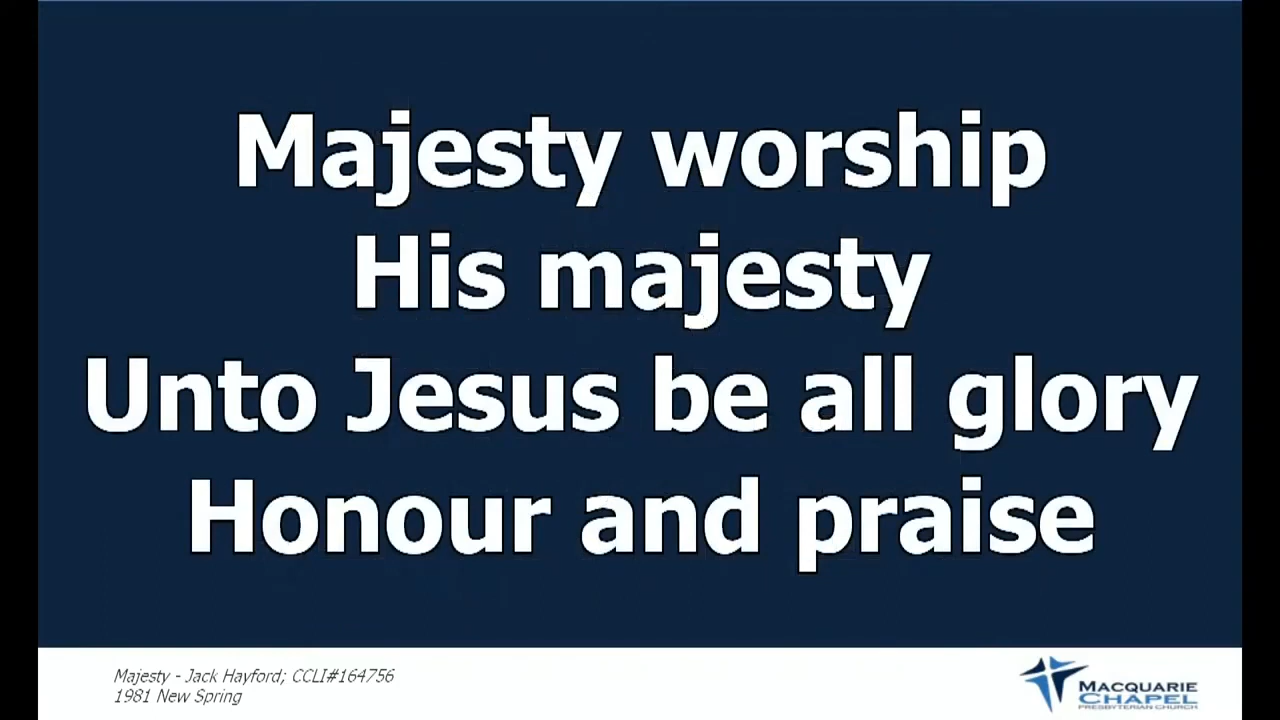 Majesty worship
His majesty
Unto Jesus be all glory
Honour and praise
Majesty - Jack Hayford; CCLI#164756
1981 New Spring
MACQUARIE
CHAPEL
PRESBYTERIAN CHURCH